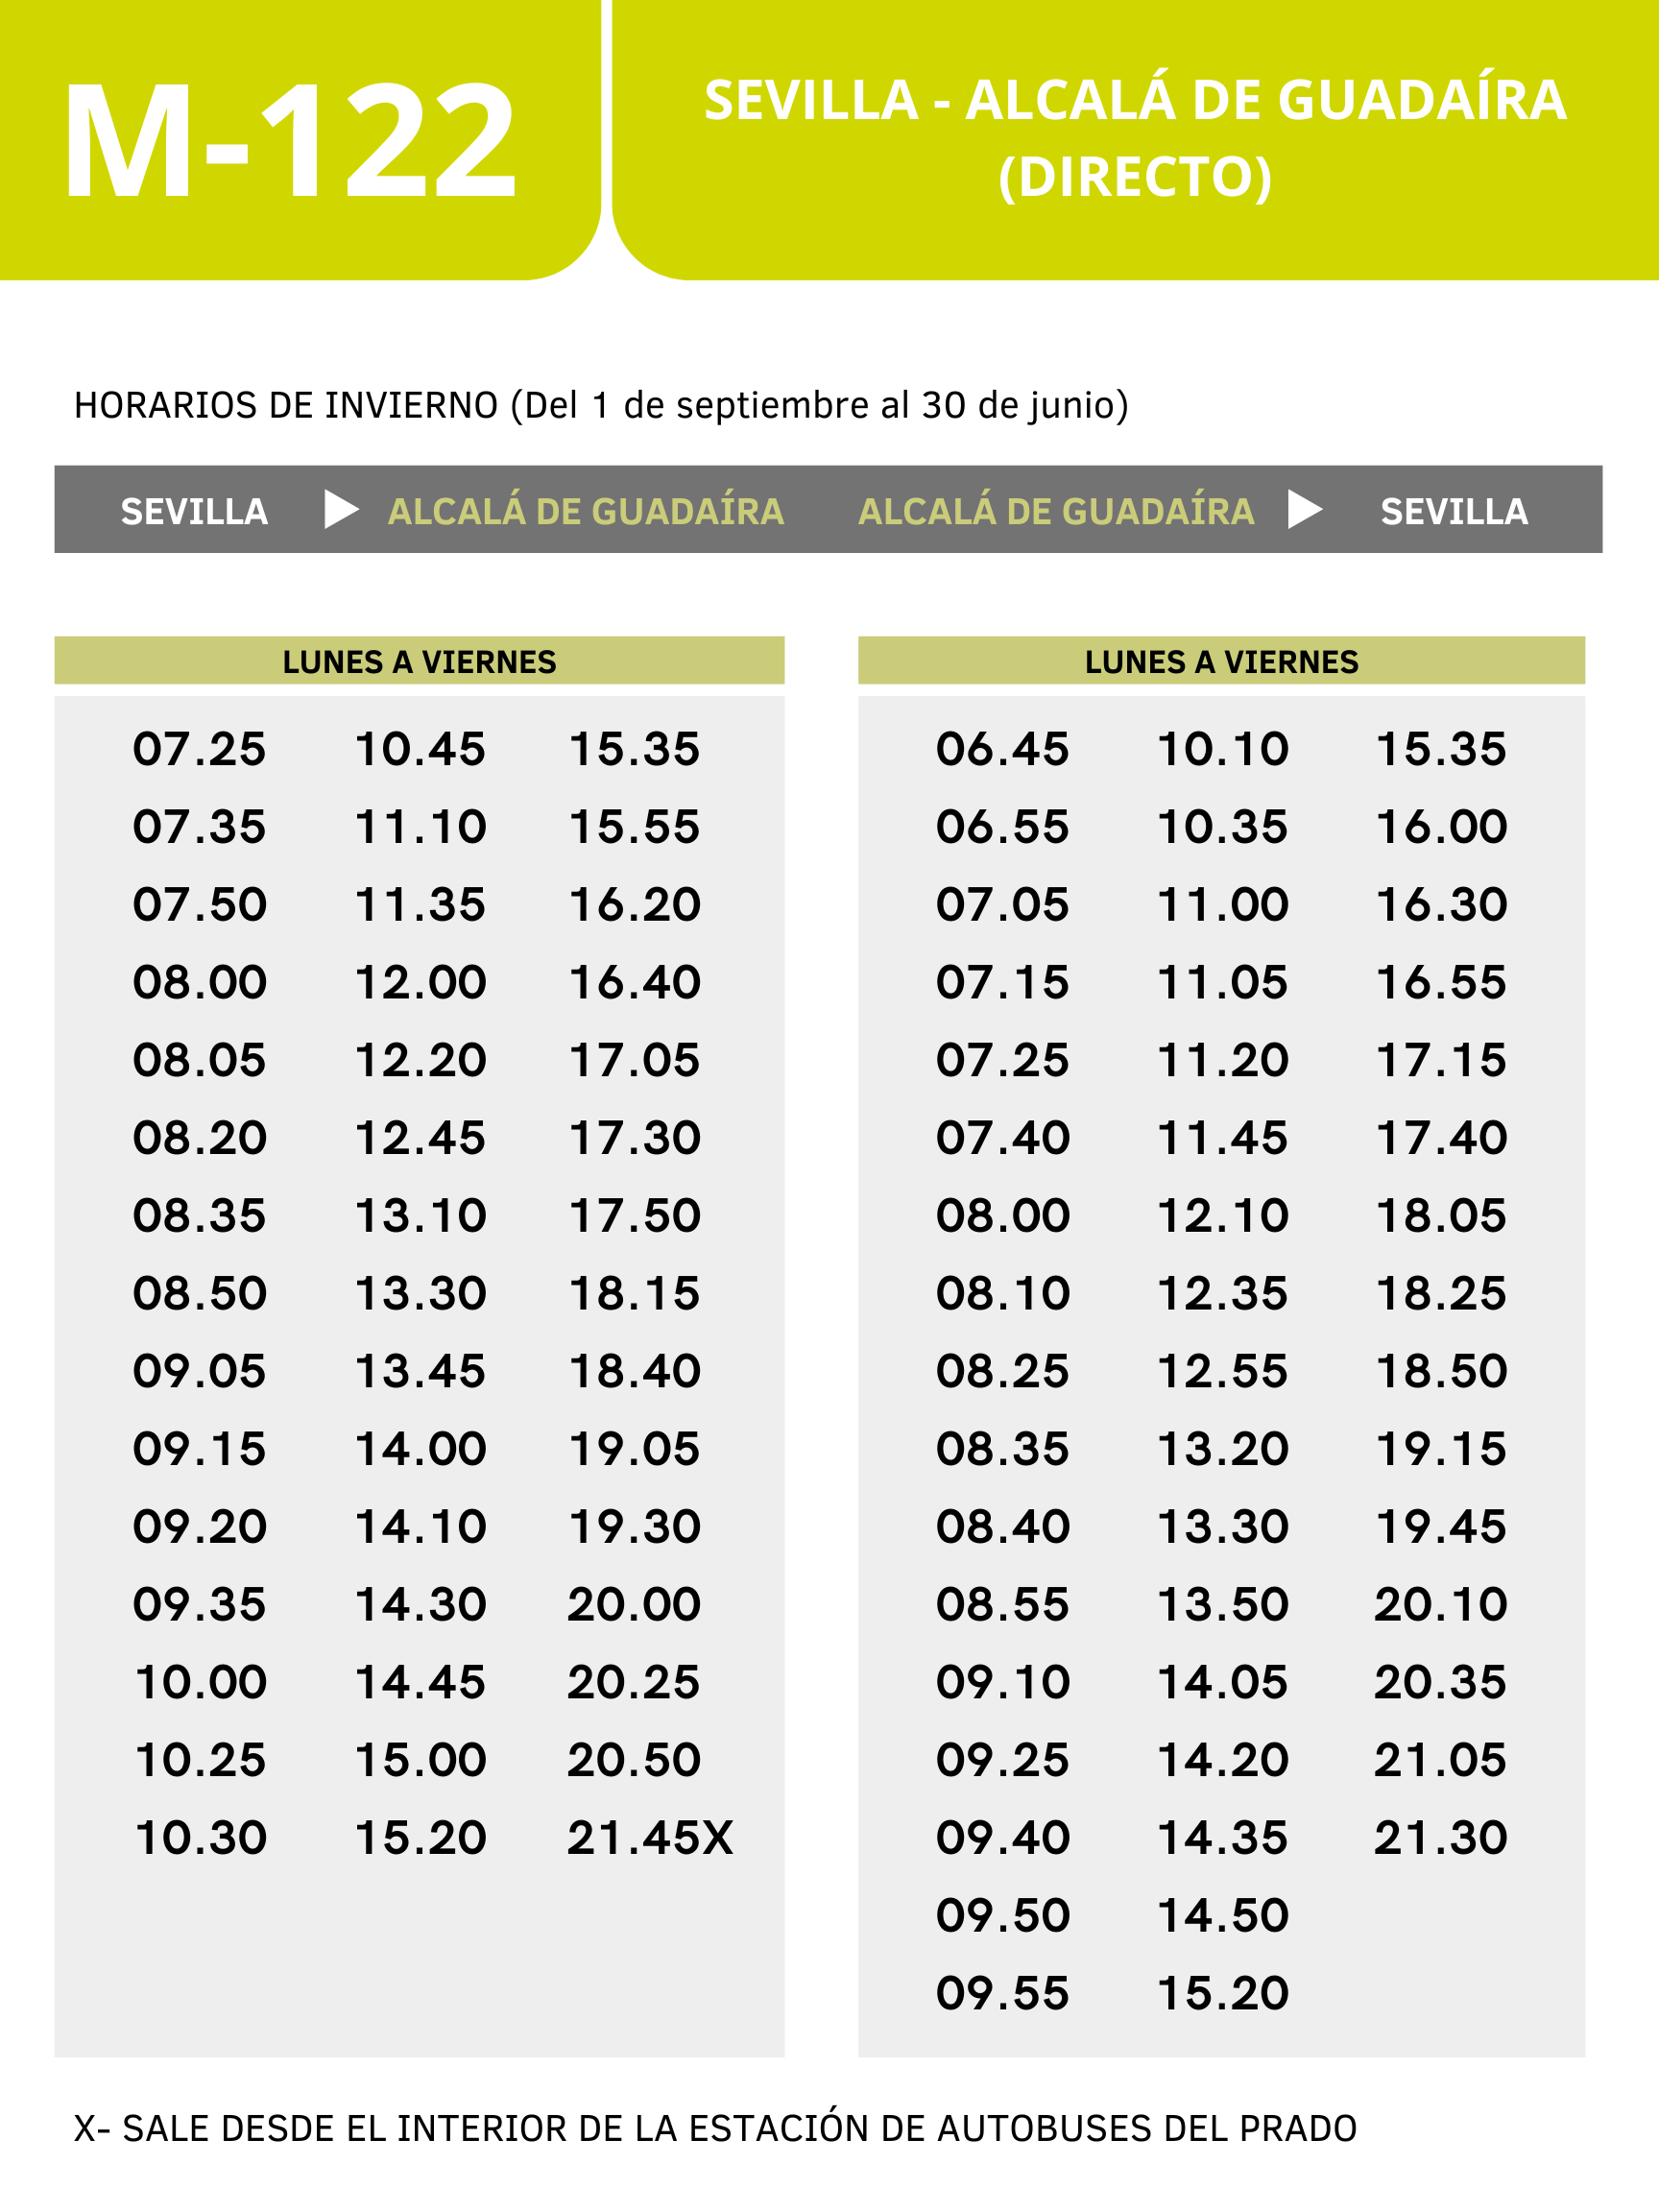 M-122
SEVILLA - ALCALÁ DE GUADAÍRA
(DIRECTO)
HORARIOS DE INVIERNO (Del 1 de septiembre al 30 de junio)
SEVILLA ALCALÁ DE GUADAÍRA ALCALÁ DE GUADAÍRA SEVILLA
LUNES A VIERNES
07.25 10.45 15.35
07.35 11.10 15.55
07.50 11.35 16.20
08.00 12.00 16.40
08.05 12.20 17.05
08.20 12.45 17.30
08.35 13.10 17.50
08.50 13.30 18.15
09.05 13.45 18.40
09.15 14.00 19.05
09.20 14.10 19.30
09.35 14.30 20.00
10.00 14.45 20.25
10.25 15.00 20.50
10.30 15.20 21.45X
LUNES A VIERNES
06.45 10.10 15.35
06.55 10.35 16.00
07.05 11.00 16.30
07.15 11.05 16.55
07.25 11.20 17.15
07.40 11.45 17.40
08.00 12.10 18.05
08.10 12.35 18.25
08.25 12.55 18.50
08.35 13.20 19.15
08.40 13.30 19.45
08.55 13.50 20.10
09.10 14.05 20.35
09.25 14.20 21.05
09.40 14.35 21.30
09.50 14.50
09.55 15.20
X- SALE DESDE EL INTERIOR DE LA ESTACIÓN DE AUTOBUSES DEL PRADO